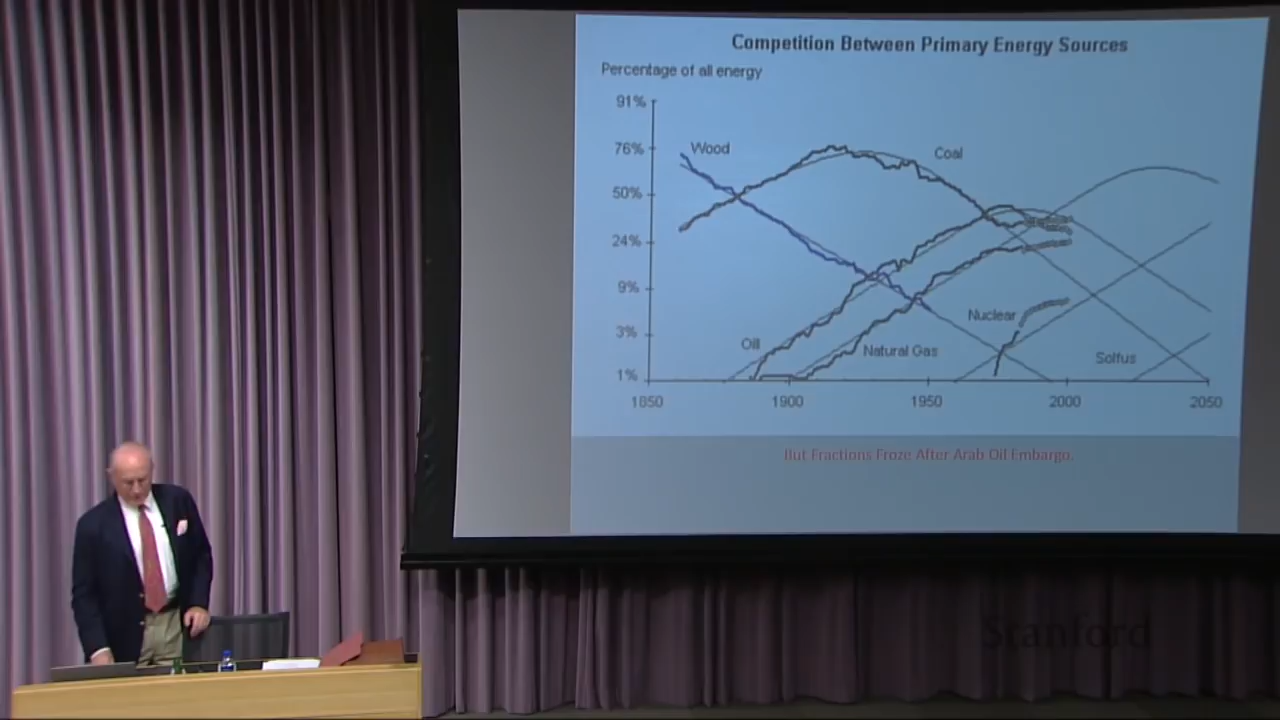 Competition Between Primary Energy Sources
Percentage of all energy
91%
76%
50%
24%
9%
3%
1%
Wood
Coal
Oil
Natural Gas
Nuclear
Solfus
1850
1900
1950
2000
2050
But Fractions Froze After Arab Oil Embargo.
Stanford